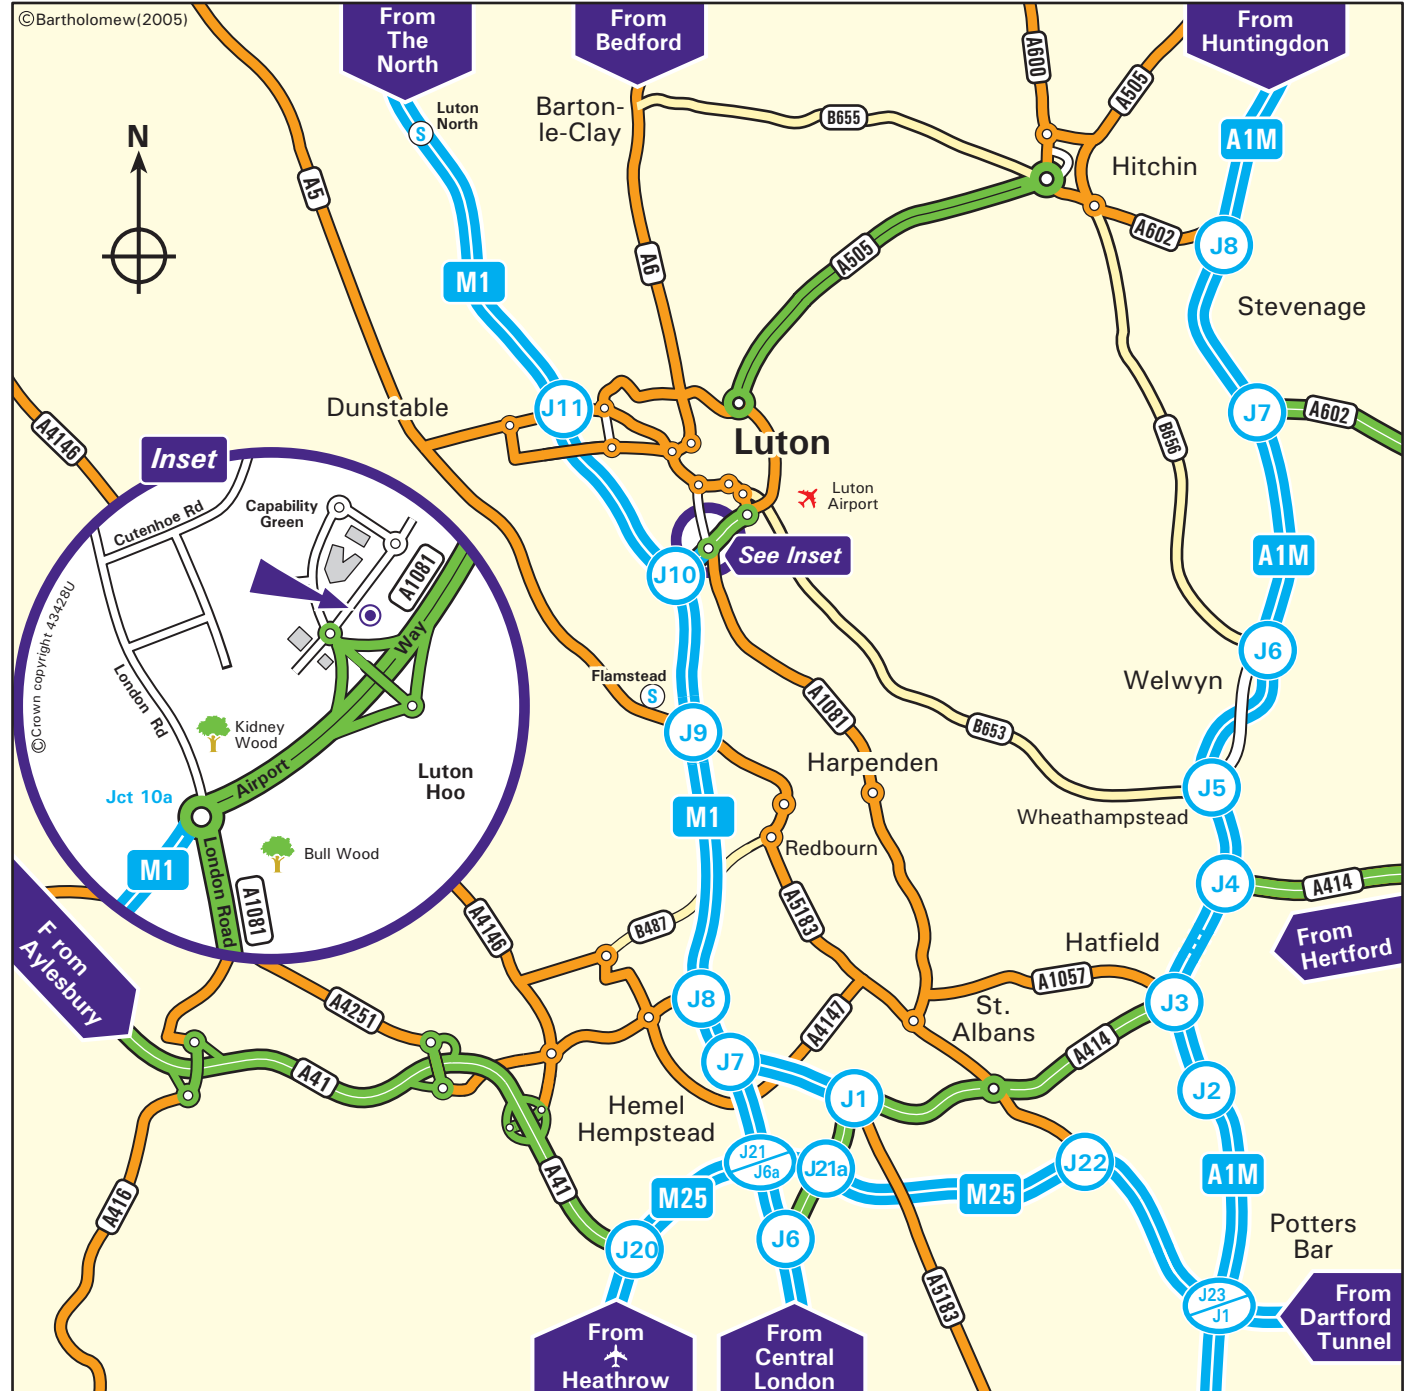 ©Bartholomew(2005)
From
The
North
From
Bedford
From
Huntingdon
N
Luton
North
S
Barton-
le-Clay
B655
A600
A505
A1M
Hitchin
A5
A6
A505
A602
J8
M1
Stevenage
Dunstable
J11
J7
A602
A4146
Luton
B656
Inset
Luton
Airport
Cutenhoe Rd
Capability
Green
See Inset
J10
A1M
A1081
©Crown copyright 43428U
Way
London Rd
Flamstead
S
J6
Welwyn
A1081
B653
Kidney
Wood
J9
Harpenden
Luton
Hoo
Airport
Jct 10a
J5
M1
Wheathampstead
Redbourn
Bull Wood
M1
London Road
A1081
J4
A414
From
Aylesbury
A4146
B487
A5183
Hatfield
From
Hertford
A1057
J8
J3
St.
Albans
A4251
A4147
A414
J7
A41
J1
J2
Hemel
Hempstead
J21
J6a
J21a
J22
A41
M25
M25
A1M
A416
J20
J6
Potters
Bar
A5183
J23
J1
From
Dartford
Tunnel
From
Heathrow
From
Central
London